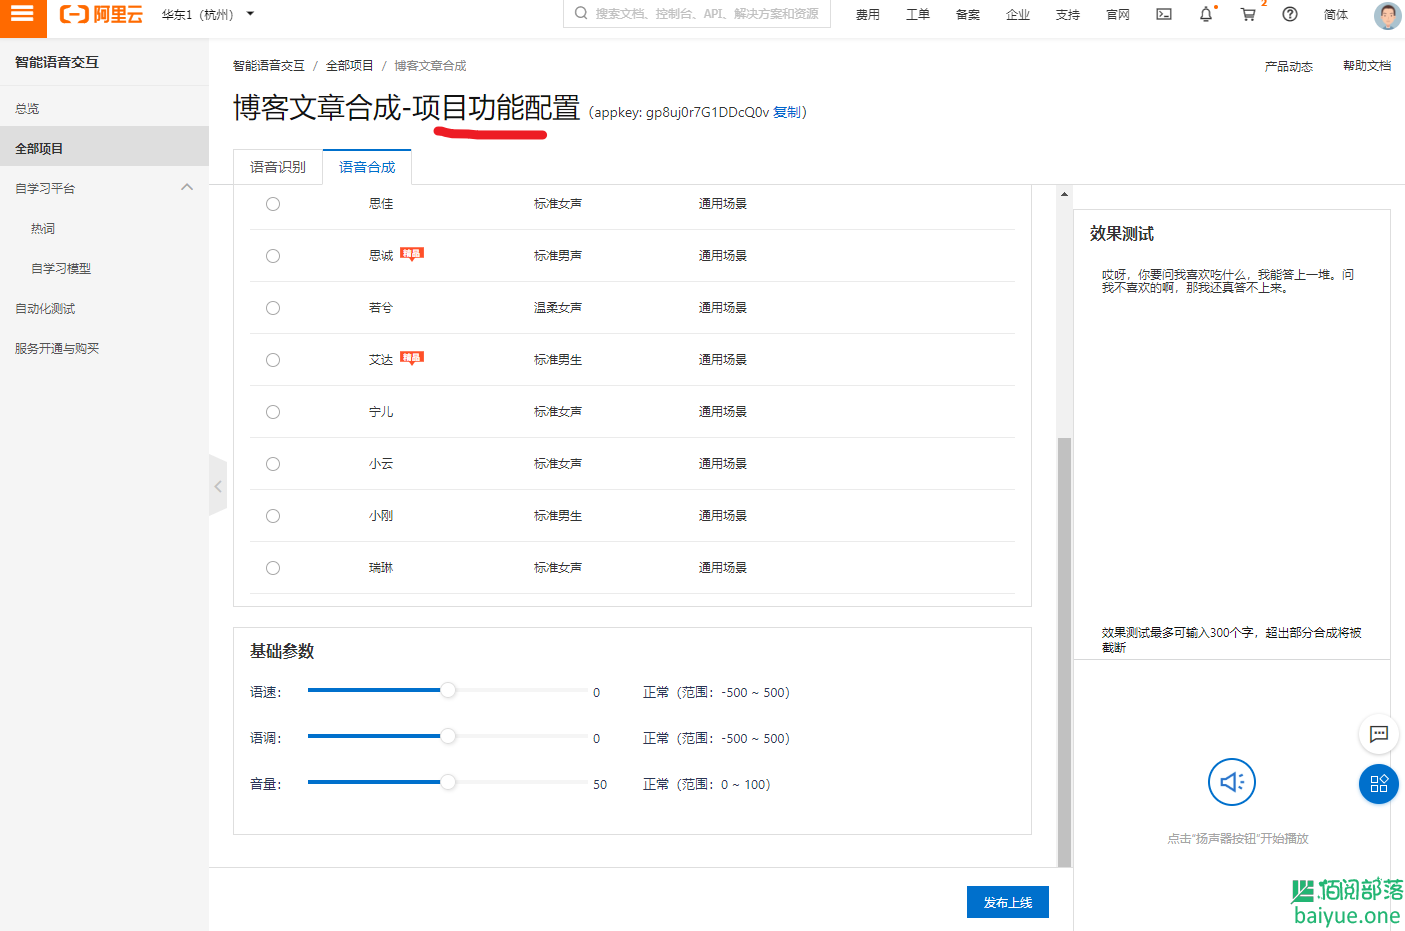 阿里云 华东1（杭州） 搜索文档、控制台、API、解决方案和资源 费用 工单 备案 企业 支持 官网 2 简体
智能语音交互
总览
全部项目
自学习平台
热词
自学习模型
自动化测试
服务开通与购买
智能语音交互 / 全部项目 / 博客文章合成
产品动态 帮助文档
博客文章合成-项目功能配置（appkey: gp8uj0r7G1DDcQ0v 复制）
语音识别 语音合成
思佳 标准女声 通用场景
思诚 精品 标准男声 通用场景
若兮 温柔女声 通用场景
艾达 精品 标准男生 通用场景
宁儿 标准女声 通用场景
小云 标准女声 通用场景
小刚 标准男生 通用场景
瑞琳 标准女声 通用场景
基础参数
语速： 0 正常（范围：-500 ~ 500）
语调： 0 正常（范围：-500 ~ 500）
音量： 50 正常（范围：0 ~ 100）
发布上线
效果测试
哎呀，你要问我喜欢吃什么，我能答上一堆。问
我不喜欢的啊，那我还真答不上来。
效果测试最多可输入300个字，超出部分合成将被
截断
点击“扬声器按钮”开始播放
佰阅部落
baiyue.one